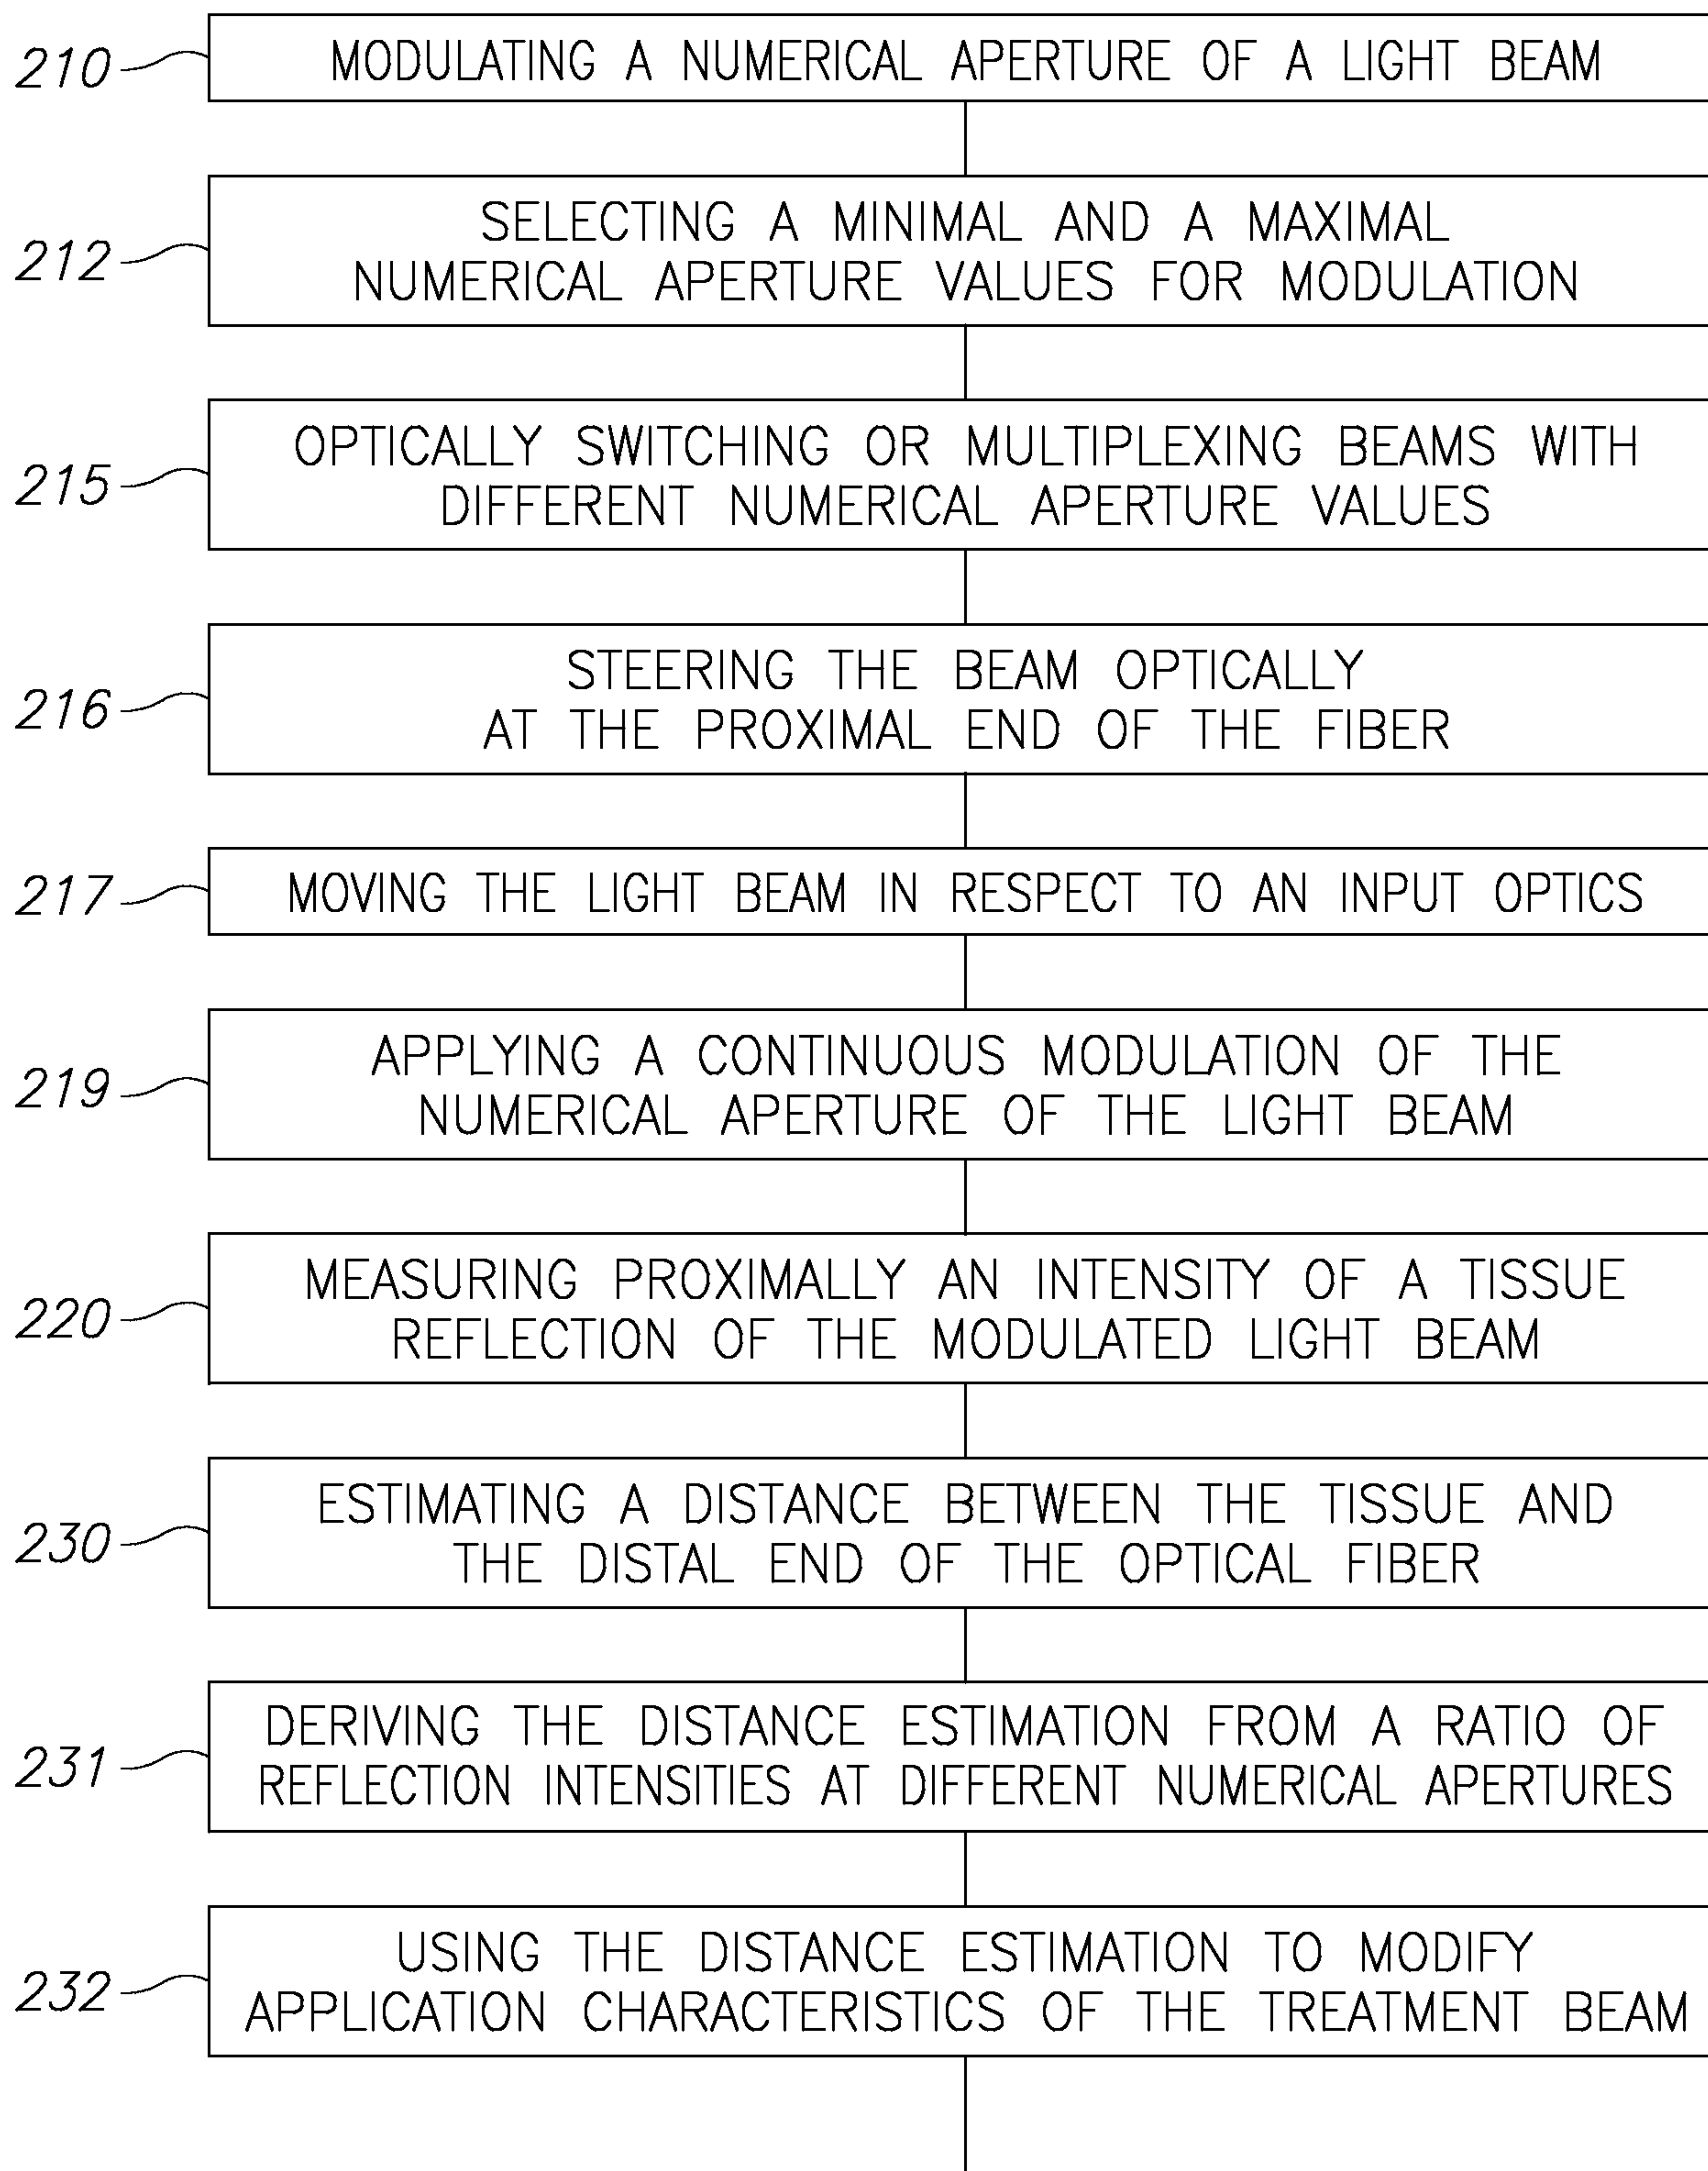 210 MODULATING A NUMERICAL APERTURE OF A LIGHT BEAM
212 SELECTING A MINIMAL AND A MAXIMAL
NUMERICAL APERTURE VALUES FOR MODULATION
215 OPTICALLY SWITCHING OR MULTIPLEXING BEAMS WITH
DIFFERENT NUMERICAL APERTURE VALUES
216 STEERING THE BEAM OPTICALLY
AT THE PROXIMAL END OF THE FIBER
217 MOVING THE LIGHT BEAM IN RESPECT TO AN INPUT OPTICS
219 APPLYING A CONTINUOUS MODULATION OF THE
NUMERICAL APERTURE OF THE LIGHT BEAM
220 MEASURING PROXIMALLY AN INTENSITY OF A TISSUE
REFLECTION OF THE MODULATED LIGHT BEAM
230 ESTIMATING A DISTANCE BETWEEN THE TISSUE AND
THE DISTAL END OF THE OPTICAL FIBER
231 DERIVING THE DISTANCE ESTIMATION FROM A RATIO OF
REFLECTION INTENSITIES AT DIFFERENT NUMERICAL APERTURES
232 USING THE DISTANCE ESTIMATION TO MODIFY
APPLICATION CHARACTERISTICS OF THE TREATMENT BEAM